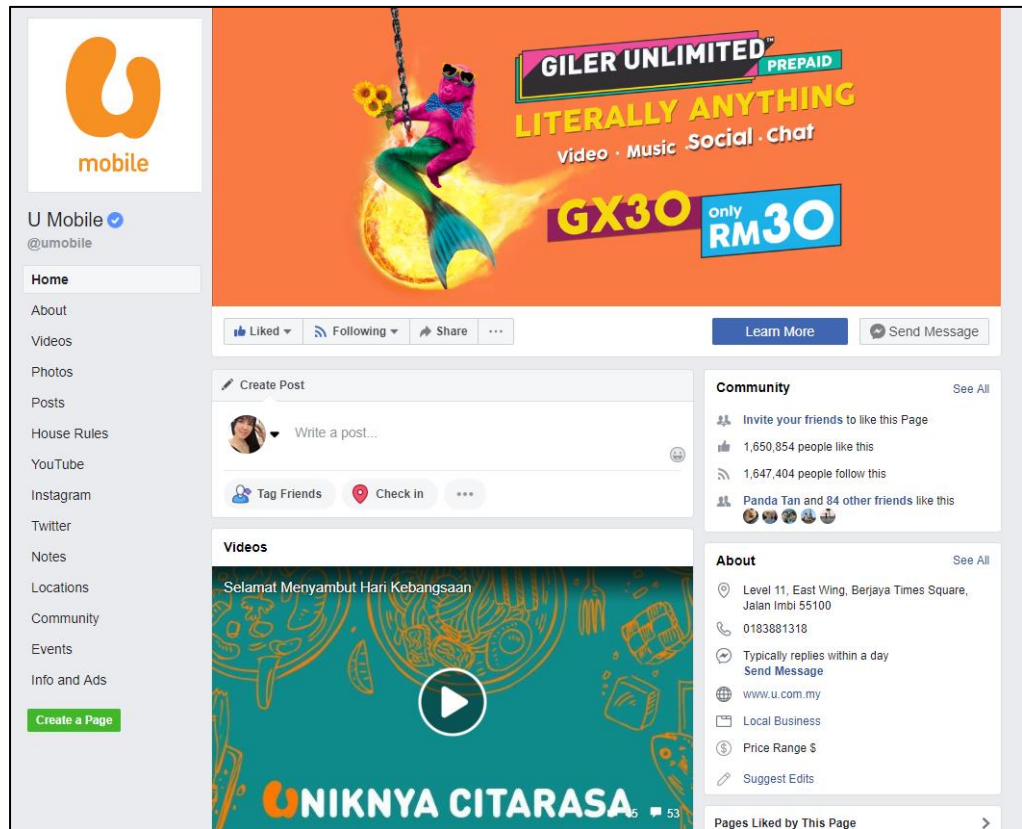 mobile
U Mobile
@umobile
Home
About
Videos
Photos
Posts
House Rules
YouTube
Instagram
Twitter
Notes
Locations
Community
Events
Info and Ads
Create a Page
GILER UNLIMITED™
PREPAID
LITERALLY ANYTHING
Video · Music · Social · Chat
GX30 only RM30
Liked Following Share ...
Learn More Send Message
Create Post
Write a post...
Tag Friends Check in ...
Videos
Selamat Menyambut Hari Kebangsaan
UNIKNYA CITARASA
53
Community See All
Invite your friends to like this Page
1,650,854 people like this
1,647,404 people follow this
Panda Tan and 84 other friends like this
About See All
Level 11, East Wing, Berjaya Times Square,
Jalan Imbi 55100
0183881318
Typically replies within a day
Send Message
www.u.com.my
Local Business
Price Range $
Suggest Edits
Pages Liked by This Page